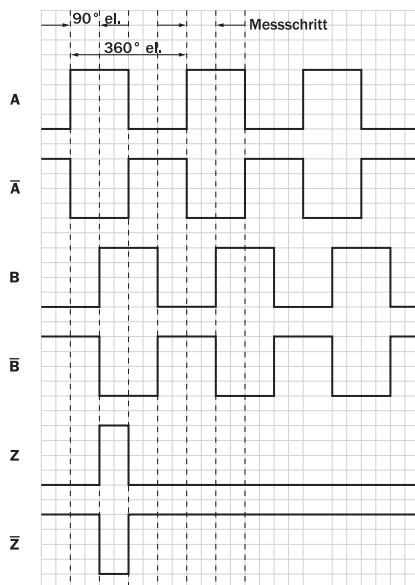 90° el.
Messschritt
360° el.
A
A̅
B
B̅
Z
Z̅